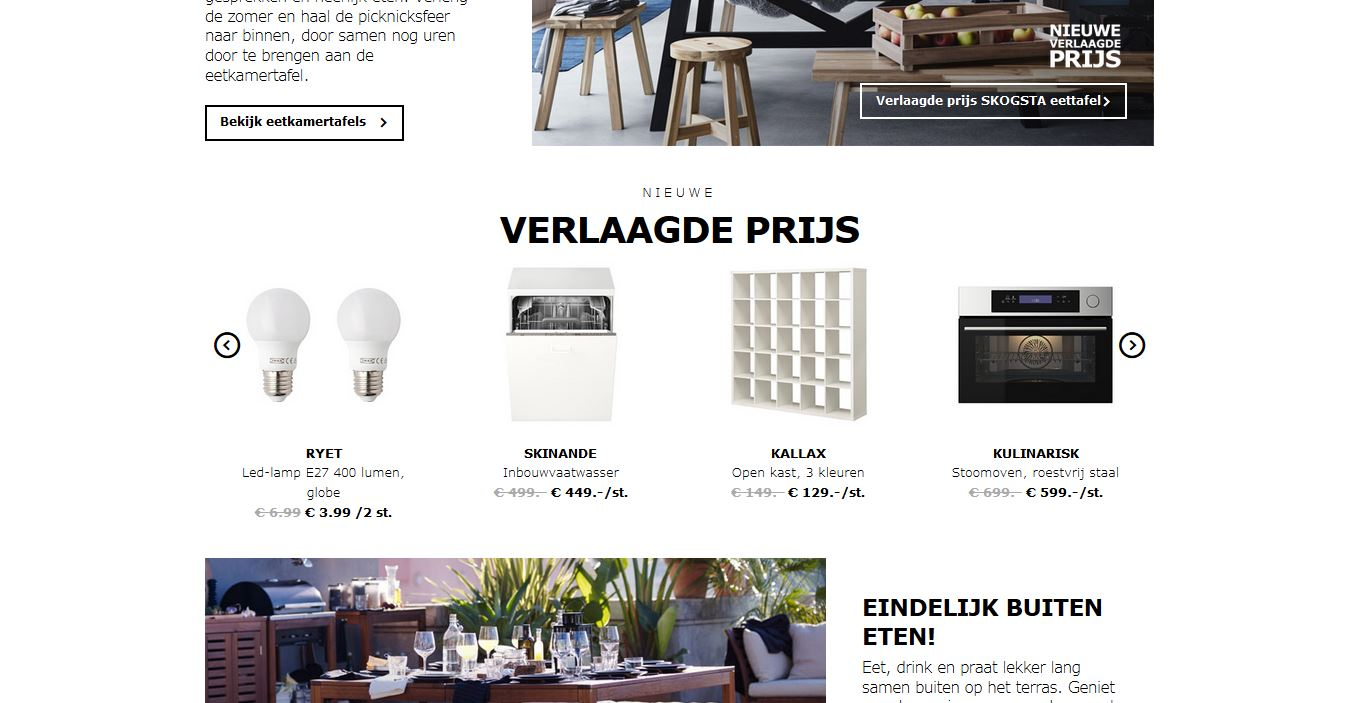 de zomer en haal de picknicksfeer
naar binnen, door samen nog uren
door te brengen aan de
eetkamertafel.
Bekijk eetkamertafels
NIEUWE
VERLAAGDE
PRIJS
Verlaagde prijs SKOGSTA eettafel
NIEUWE
VERLAAGDE PRIJS
RYET
Led-lamp E27 400 lumen,
globe
€ 6.99 € 3.99 /2 st.
SKINANDE
Inbouwvaatwasser
€ 499.- € 449.-/st.
KALLAX
Open kast, 3 kleuren
€ 149.- € 129.-/st.
KULINARISK
Stoomoven, roestvrij staal
€ 699.- € 599.-/st.
EINDELIJK BUITEN
ETEN!
Eet, drink en praat lekker lang
samen buiten op het terras. Geniet